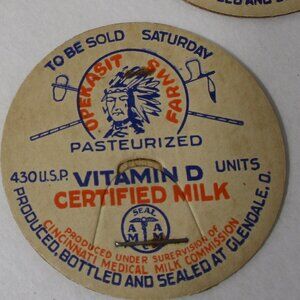 TO BE SOLD SATURDAY
OPEKASIT FARMS
PASTEURIZED
430 U.S.P. VITAMIN D UNITS
CERTIFIED MILK
SEAL
A A
M M
PRODUCED UNDER SUPERVISION OF
CINCINNATI MEDICAL MILK COMMISSION
PRODUCED, BOTTLED AND SEALED AT GLENDALE, O.